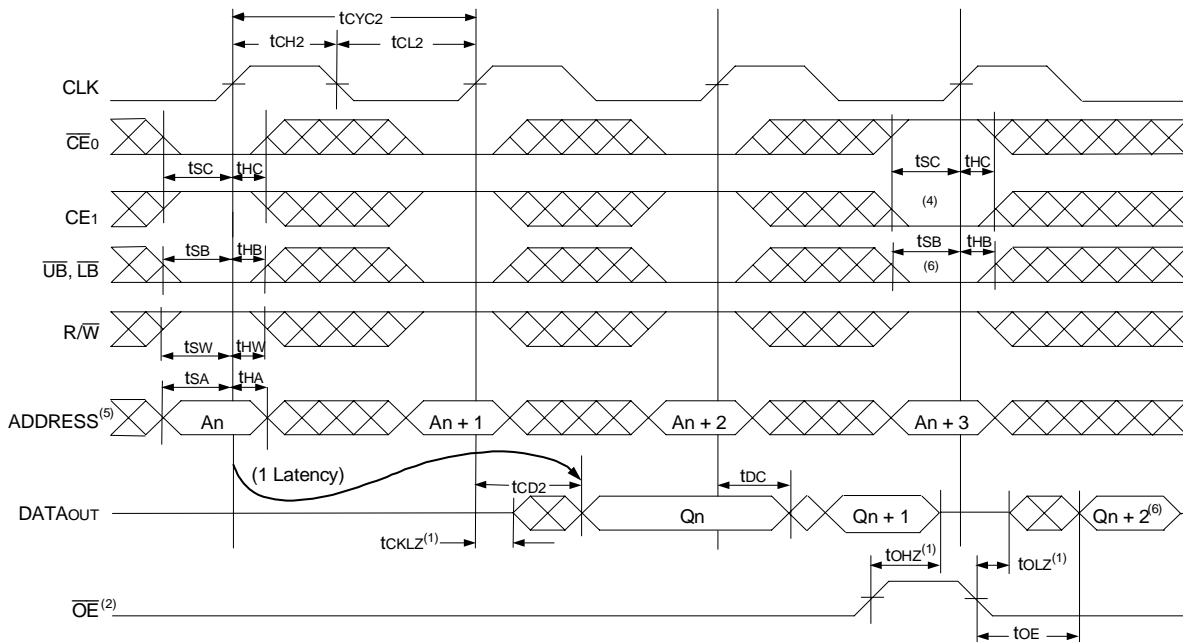 tCYC2
tCH2 tCL2
CLK
CE0
tSC tHC tSC tHC
CE1 (4)
tSB tHB tSB tHB
UB, LB (6)
R/W
tSW tHW
tSA tHA
ADDRESS(5) An An + 1 An + 2 An + 3
(1 Latency) tCD2 tDC
DATAOUT Qn Qn + 1 Qn + 2(6)
tCKLZ(1) tOHZ(1) tOLZ(1)
OE(2)
tOE